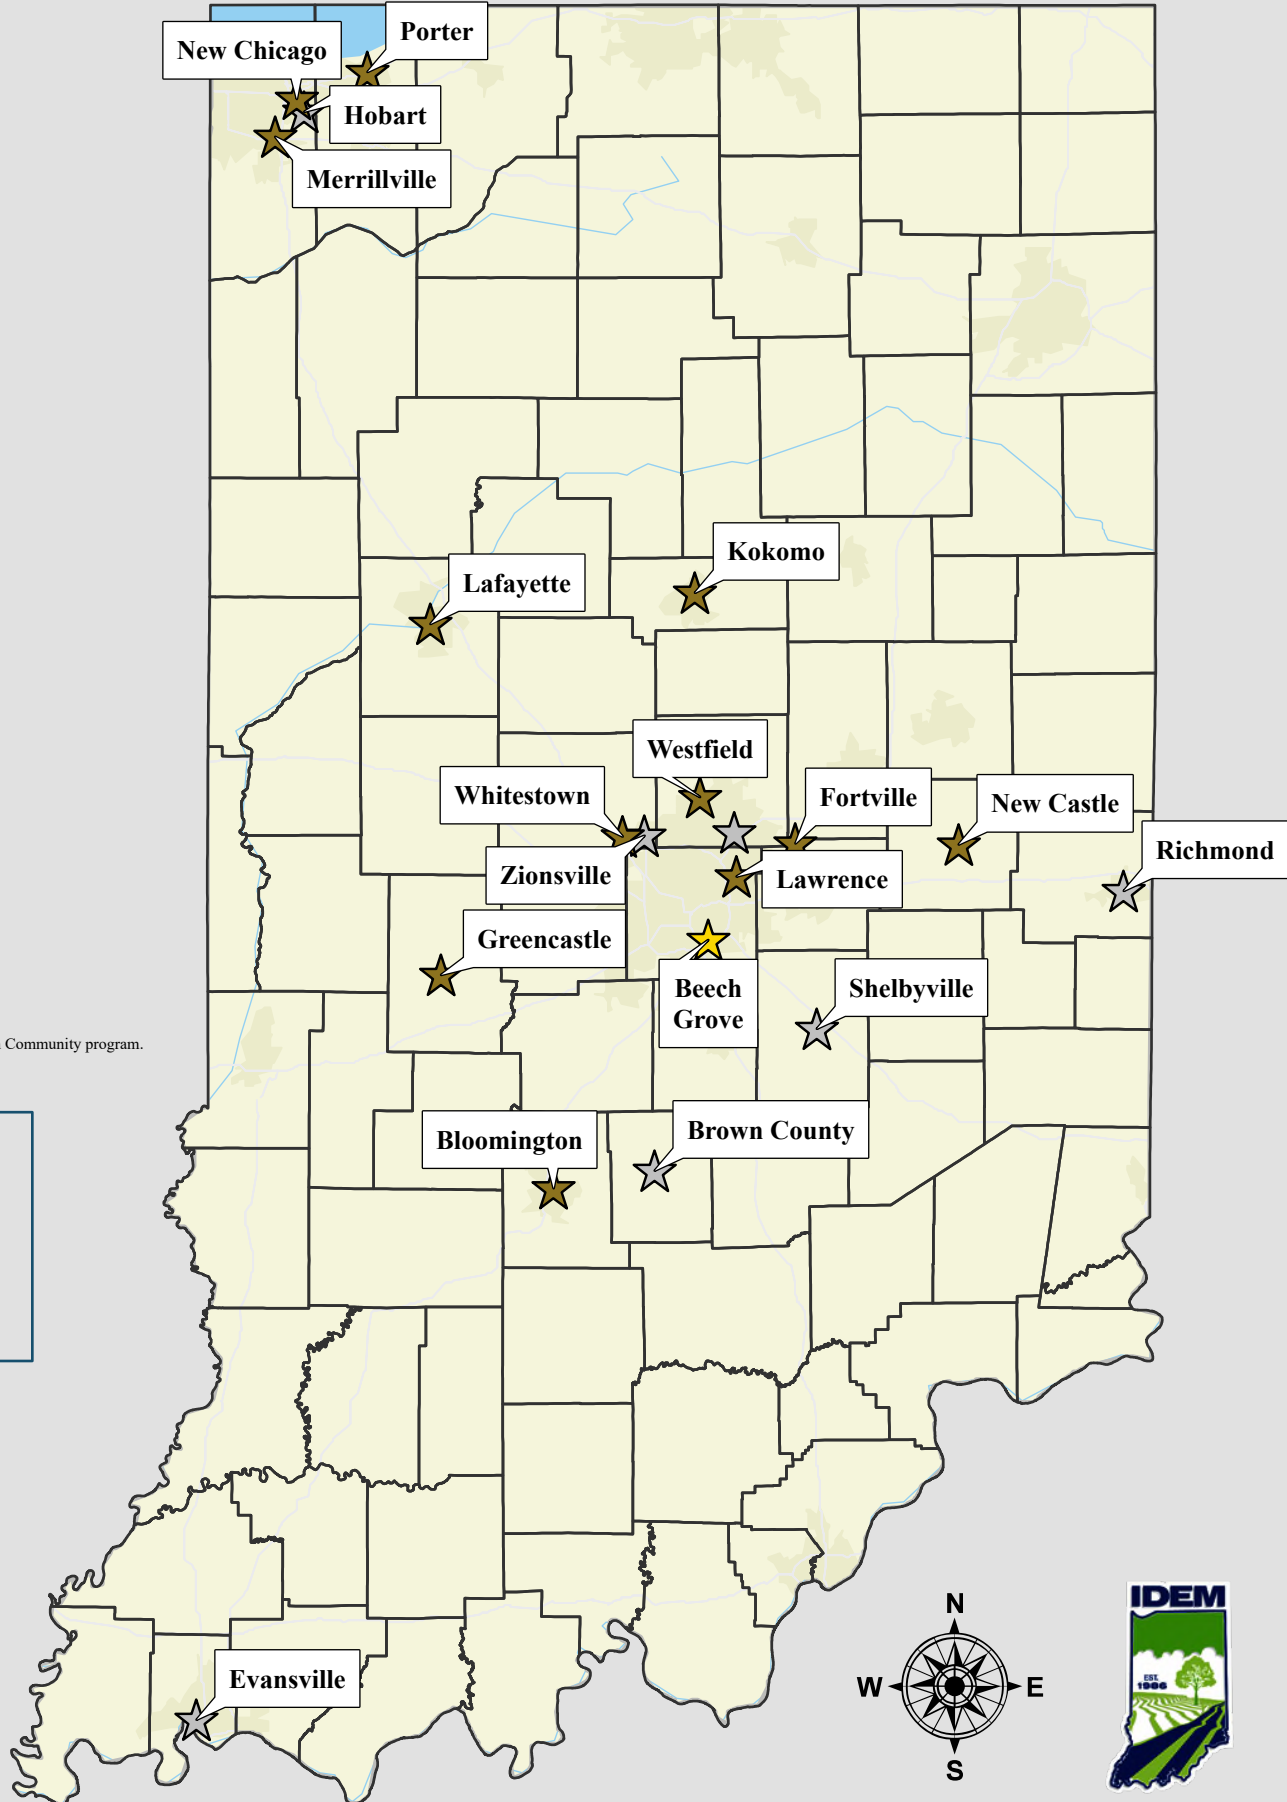 Porter
New Chicago
Hobart
Merrillville
Kokomo
Lafayette
Westfield
Whitestown
Fortville
New Castle
Richmond
Zionsville
Lawrence
Greencastle
Beech
Grove
Shelbyville
Community program.
Brown County
Bloomington
Evansville
N
W
E
S
IDEM
EST.
1986